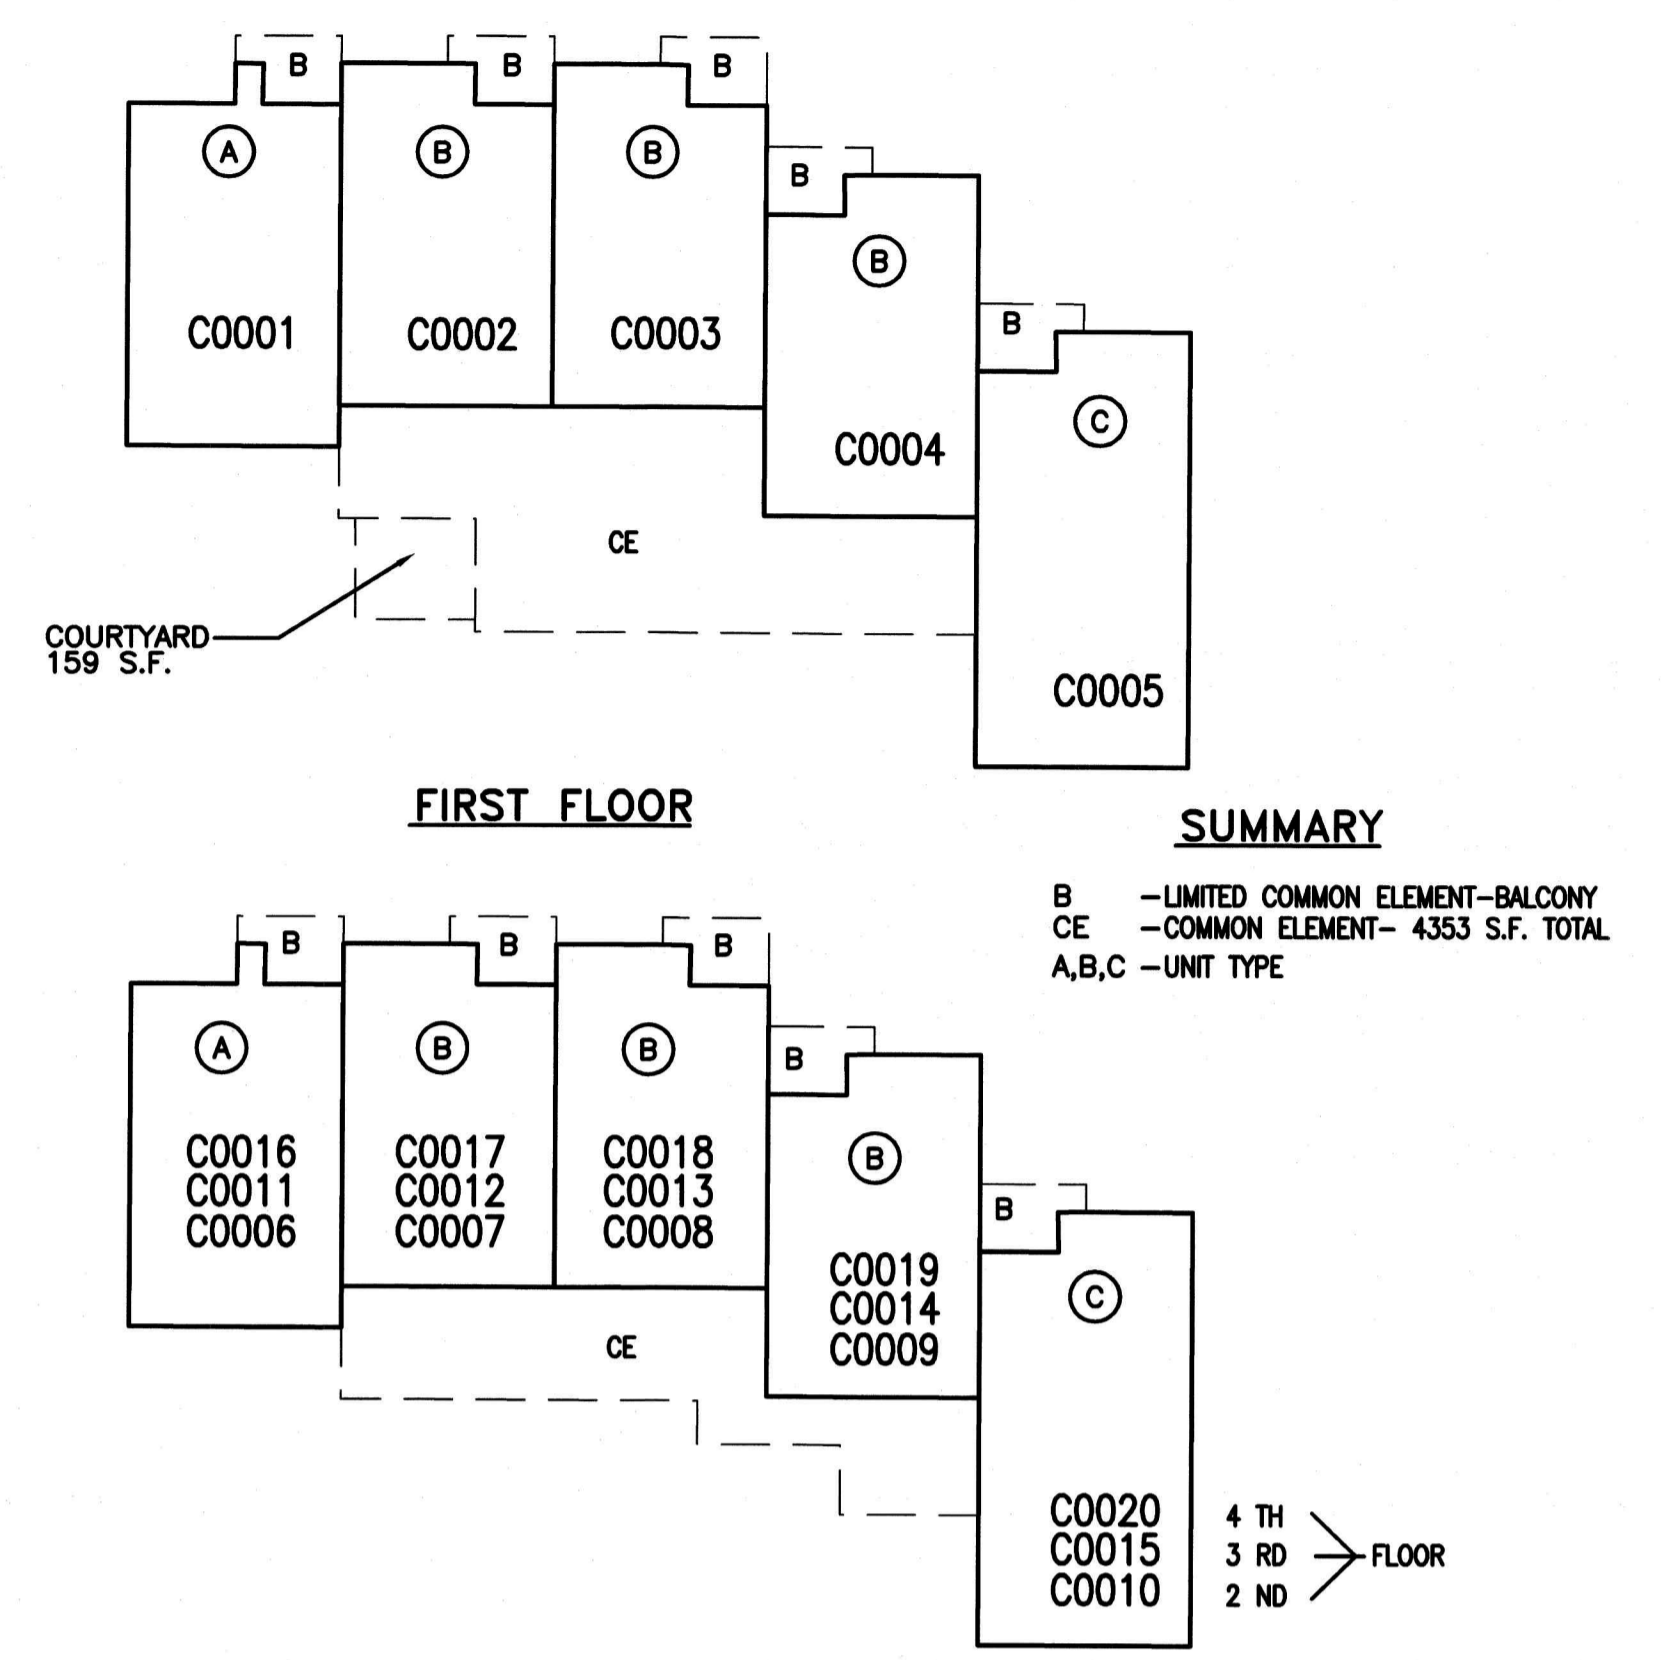 B B B
A B B B
B
C0001 C0002 C0003 B
C0004 C
CE
COURTYARD
159 S.F.
C0005
FIRST FLOOR
SUMMARY
B -LIMITED COMMON ELEMENT-BALCONY
CE -COMMON ELEMENT- 4353 S.F. TOTAL
A,B,C -UNIT TYPE
B B B
A B B B
C0016 C0017 C0018 B
C0011 C0012 C0013
C0006 C0007 C0008 B
C0019 C
C0014
CE C0009
C0020 4 TH
C0015 3 RD FLOOR
C0010 2 ND